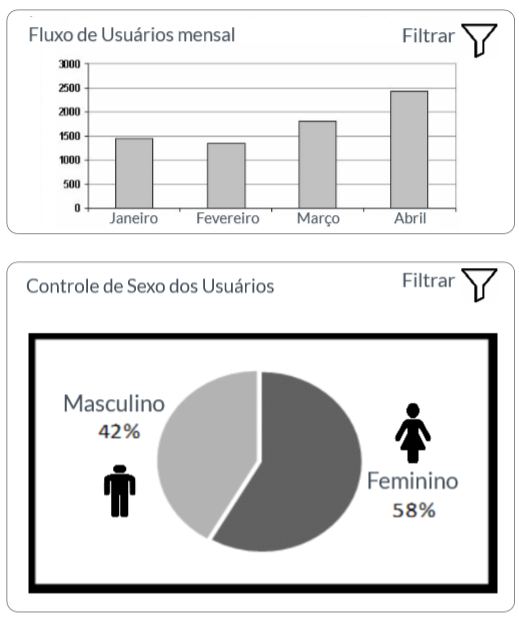 Fluxo de Usuários mensal
Filtrar
3000
2500
2000
1500
1000
500
0
Janeiro Fevereiro Março Abril
Controle de Sexo dos Usuários
Filtrar
Masculino
42%
Feminino
58%